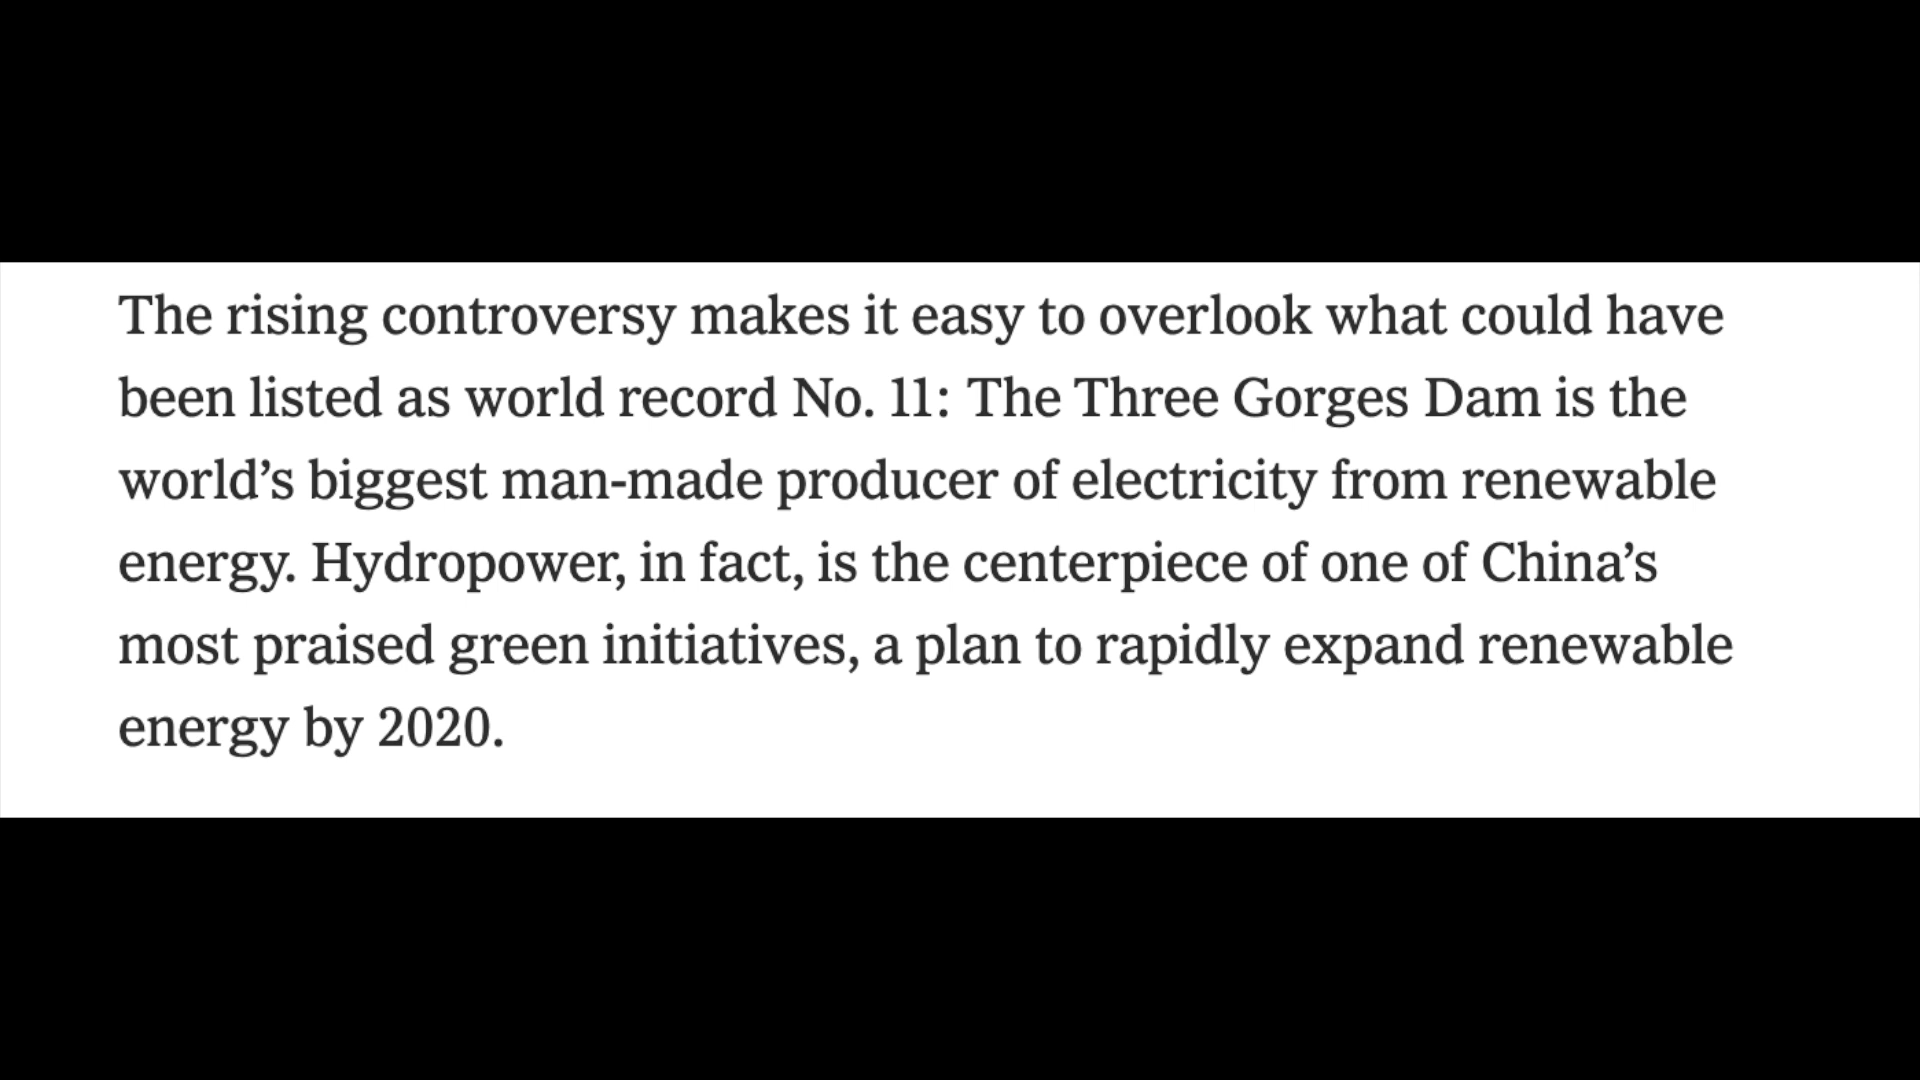 The rising controversy makes it easy to overlook what could have
been listed as world record No. 11: The Three Gorges Dam is the
world’s biggest man-made producer of electricity from renewable
energy. Hydropower, in fact, is the centerpiece of one of China’s
most praised green initiatives, a plan to rapidly expand renewable
energy by 2020.